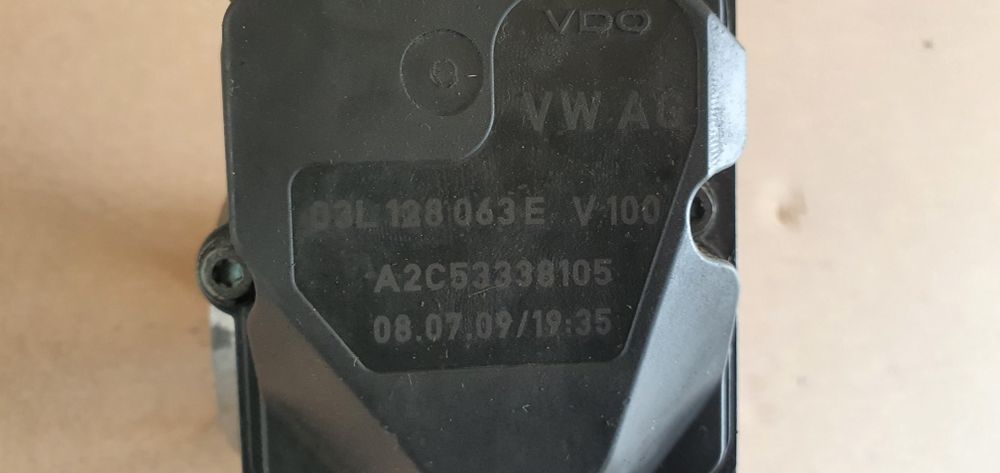 VDO
VW AG
03L 128 063 E V 100
A2C53338105
08.07.09/19:35